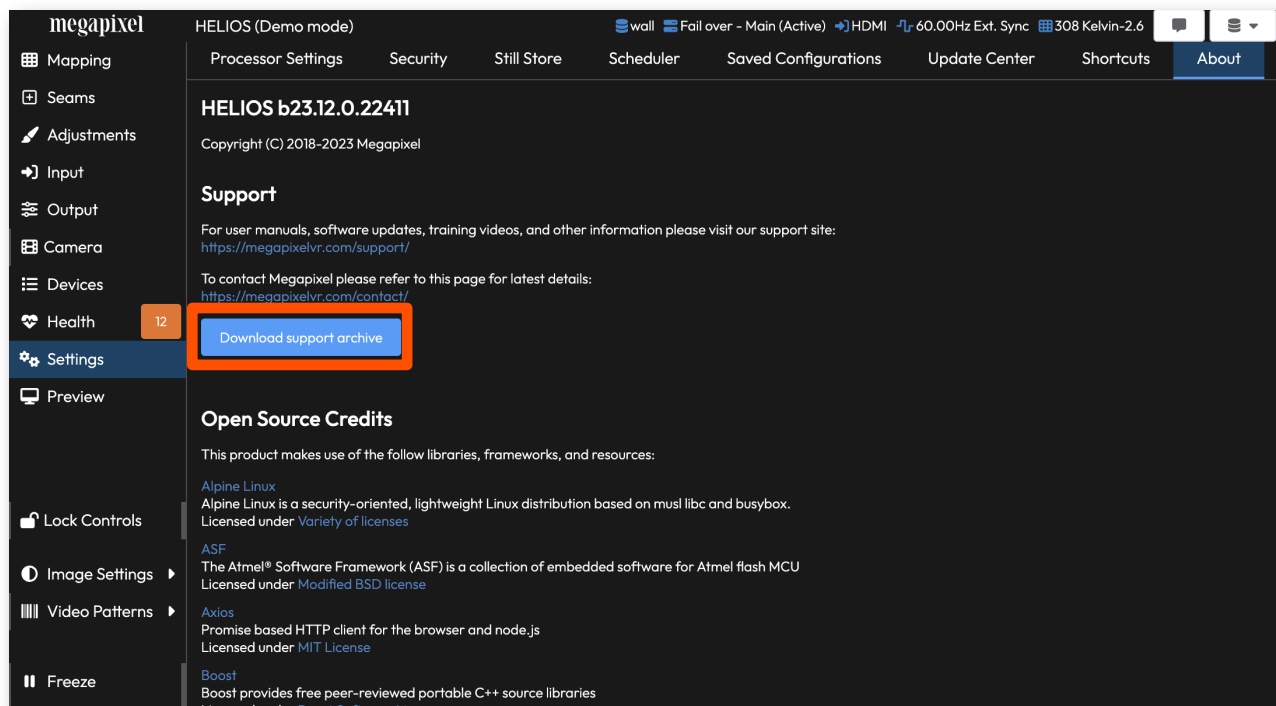 megapixel
HELIOS (Demo mode)
wall Fail over - Main (Active) HDMI 60.00Hz Ext. Sync 308 Kelvin-2.6
Processor Settings Security Still Store Scheduler Saved Configurations Update Center Shortcuts About
Mapping
Seams
Adjustments
Input
Output
Camera
Devices
Health 12
Settings
Preview
Lock Controls
Image Settings
Video Patterns
Freeze
HELIOS b23.12.0.22411
Copyright (C) 2018-2023 Megapixel
Support
For user manuals, software updates, training videos, and other information please visit our support site:
https://megapixelvr.com/support/
To contact Megapixel please refer to this page for latest details:
https://megapixelvr.com/contact/
Download support archive
Open Source Credits
This product makes use of the follow libraries, frameworks, and resources:
Alpine Linux
Alpine Linux is a security-oriented, lightweight Linux distribution based on musl libc and busybox.
Licensed under Variety of licenses
ASF
The Atmel® Software Framework (ASF) is a collection of embedded software for Atmel flash MCU
Licensed under Modified BSD license
Axios
Promise based HTTP client for the browser and node.js
Licensed under MIT License
Boost
Boost provides free peer-reviewed portable C++ source libraries